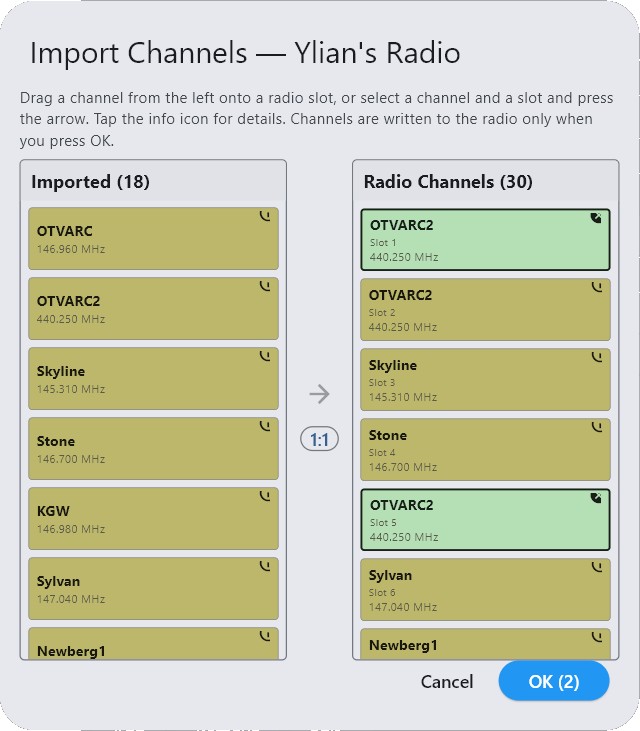 Import Channels — Ylian's Radio
Drag a channel from the left onto a radio slot, or select a channel and a slot and press
the arrow. Tap the info icon for details. Channels are written to the radio only when
you press OK.
Imported (18)
OTVARC
146.960 MHz
OTVARC2
440.250 MHz
Skyline
145.310 MHz
Stone
146.700 MHz
KGW
146.980 MHz
Sylvan
147.040 MHz
Newberg1
1:1
Radio Channels (30)
OTVARC2
Slot 1
440.250 MHz
OTVARC2
Slot 2
440.250 MHz
Skyline
Slot 3
145.310 MHz
Stone
Slot 4
146.700 MHz
OTVARC2
Slot 5
440.250 MHz
Sylvan
Slot 6
147.040 MHz
Newberg1
Cancel
OK (2)